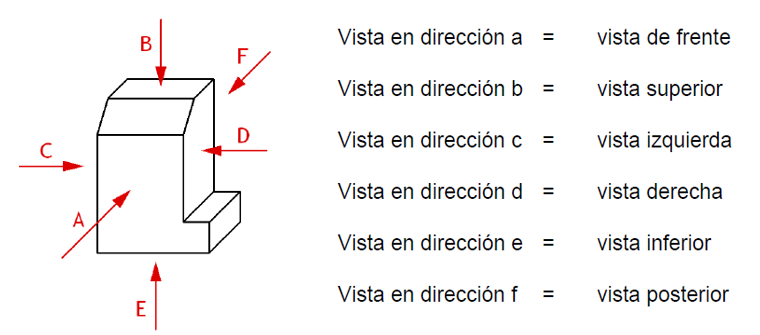 B
F
D
C
A
E
Vista en dirección a = vista de frente
Vista en dirección b = vista superior
Vista en dirección c = vista izquierda
Vista en dirección d = vista derecha
Vista en dirección e = vista inferior
Vista en dirección f = vista posterior